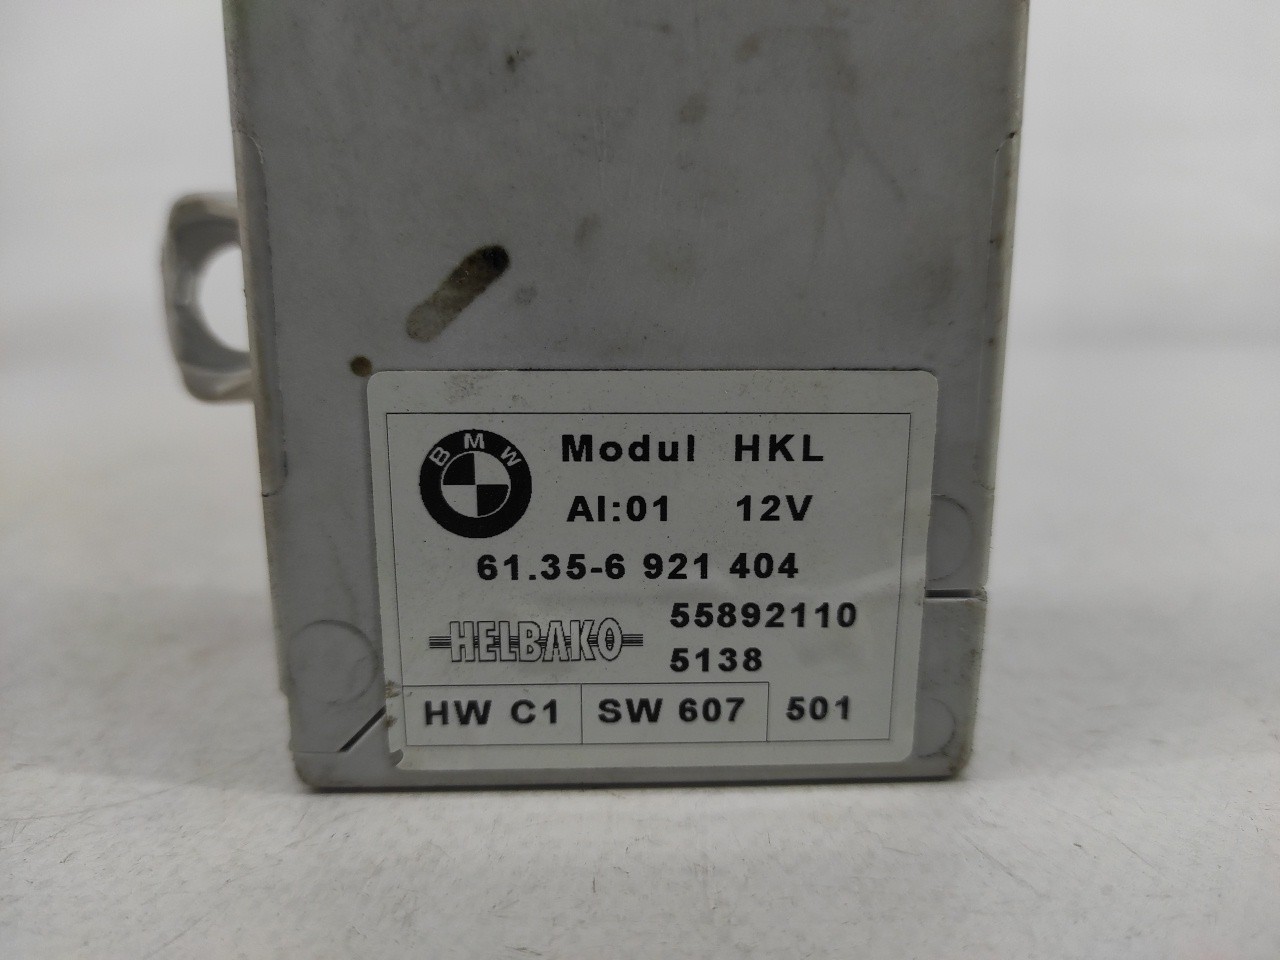 BMW Modul HKL
AI:01 12V
61.35-6 921 404
55892110
HELBAKO 5138
HW C1 SW 607 501